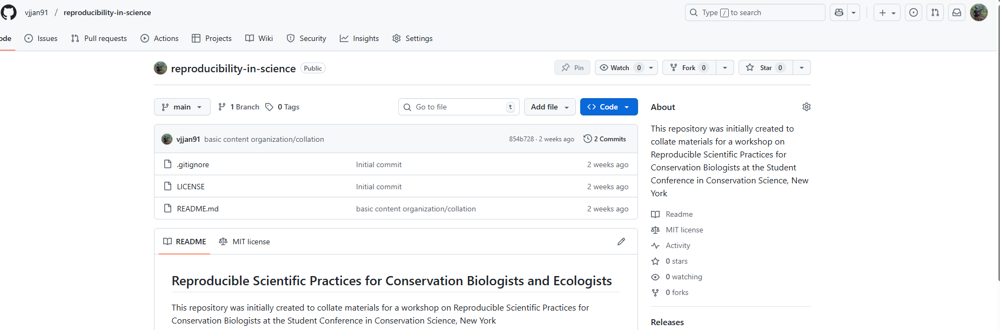 vjjan91 / reproducibility-in-science
Type / to search
ode
Issues
Pull requests
Actions
Projects
Wiki
Security
Insights
Settings
reproducibility-in-science Public
Pin
Watch 0
Fork 0
Star 0
main
1 Branch
0 Tags
Go to file t
Add file
<> Code
vjjan91 basic content organization/collation 854b728 · 2 weeks ago 2 Commits
.gitignore Initial commit 2 weeks ago
LICENSE Initial commit 2 weeks ago
README.md basic content organization/collation 2 weeks ago
README
MIT license
Reproducible Scientific Practices for Conservation Biologists and Ecologists
This repository was initially created to collate materials for a workshop on Reproducible Scientific Practices for
Conservation Biologists at the Student Conference in Conservation Science, New York
About
This repository was initially created to
collate materials for a workshop on
Reproducible Scientific Practices for
Conservation Biologists at the Student
Conference in Conservation Science, New
York
Readme
MIT license
Activity
0 stars
0 watching
0 forks
Releases